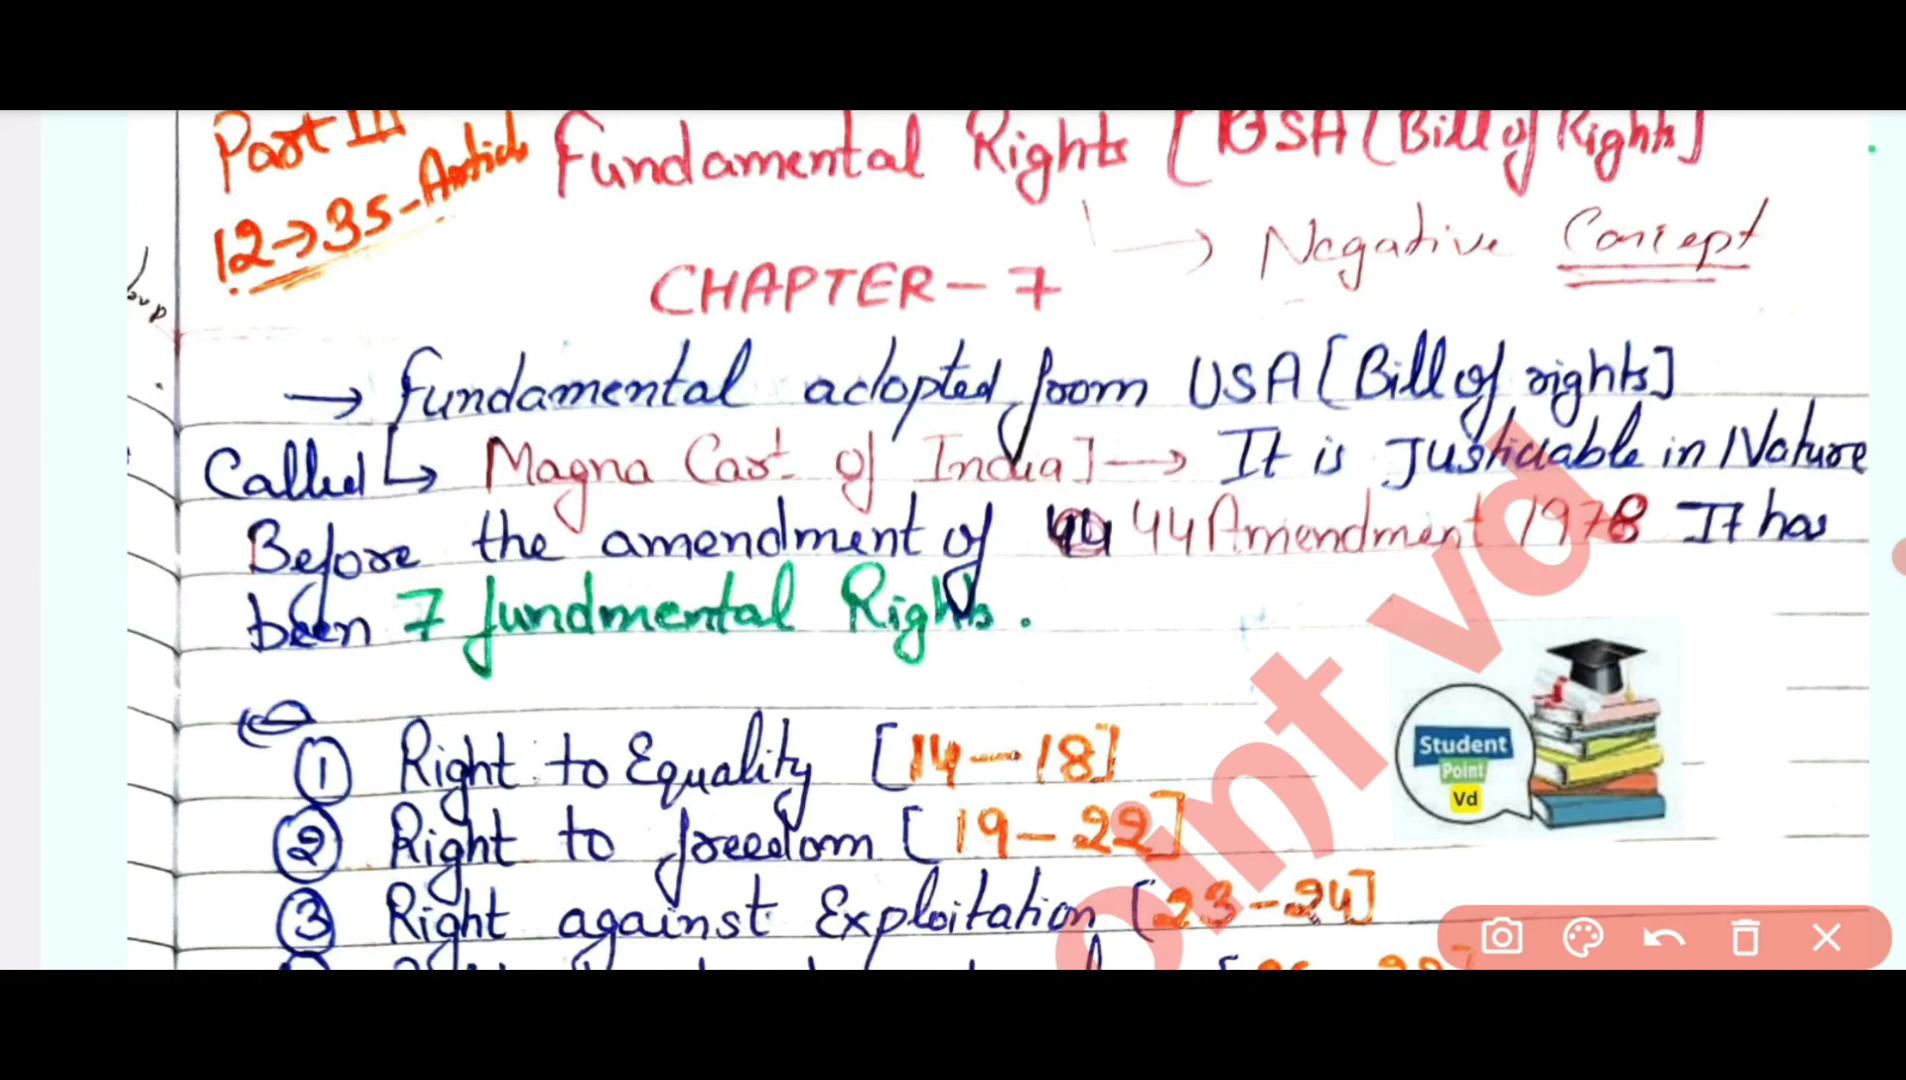 Part III
12→35-Article
Fundamental Rights [USA (Bill of Rights]
→ Negative Concept
CHAPTER-7
→ fundamental adopted from USA [Bill of rights]
Called ↳ Magna Cart. of India] → It is Justiciable in Nature
Before the amendment of 44 44 Amendment 1978 It has
been 7 fundmental Rights.
① Right to Equality [14-18]
② Right to freedom [19-22]
③ Right against Exploitation [23-24]
Student
Point
Vd
oint vd